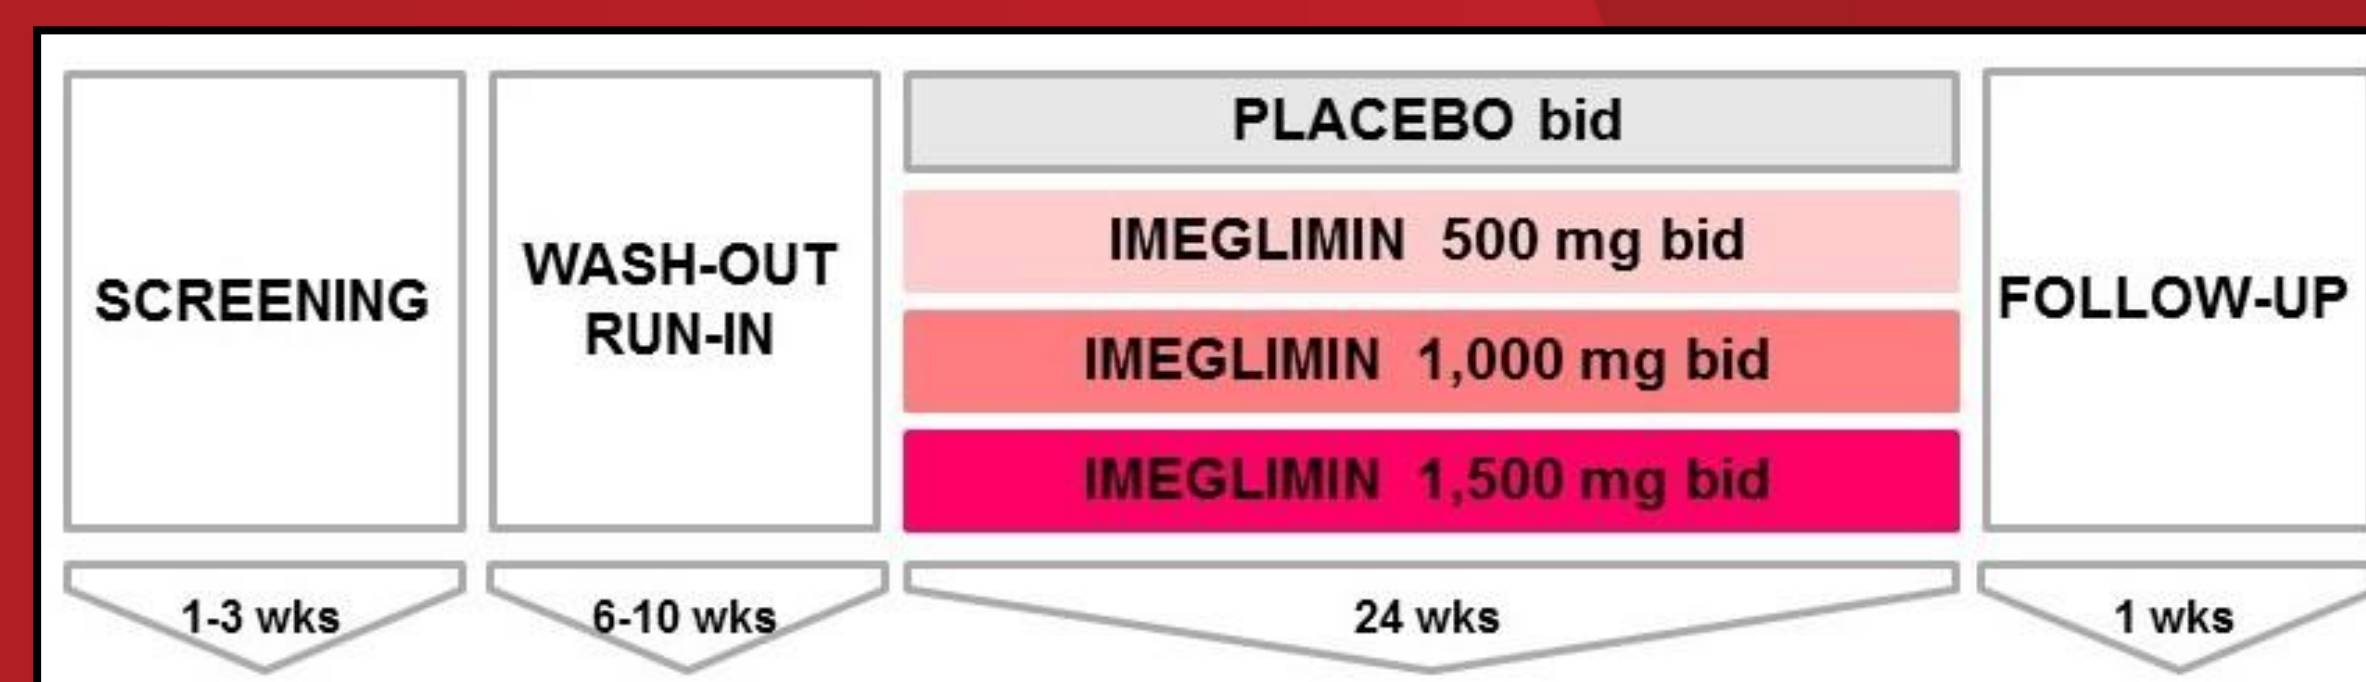 SCREENING
WASH-OUT
RUN-IN
PLACEBO bid
IMEGLIMIN 500 mg bid
IMEGLIMIN 1,000 mg bid
IMEGLIMIN 1,500 mg bid
FOLLOW-UP
1-3 wks
6-10 wks
24 wks
1 wks